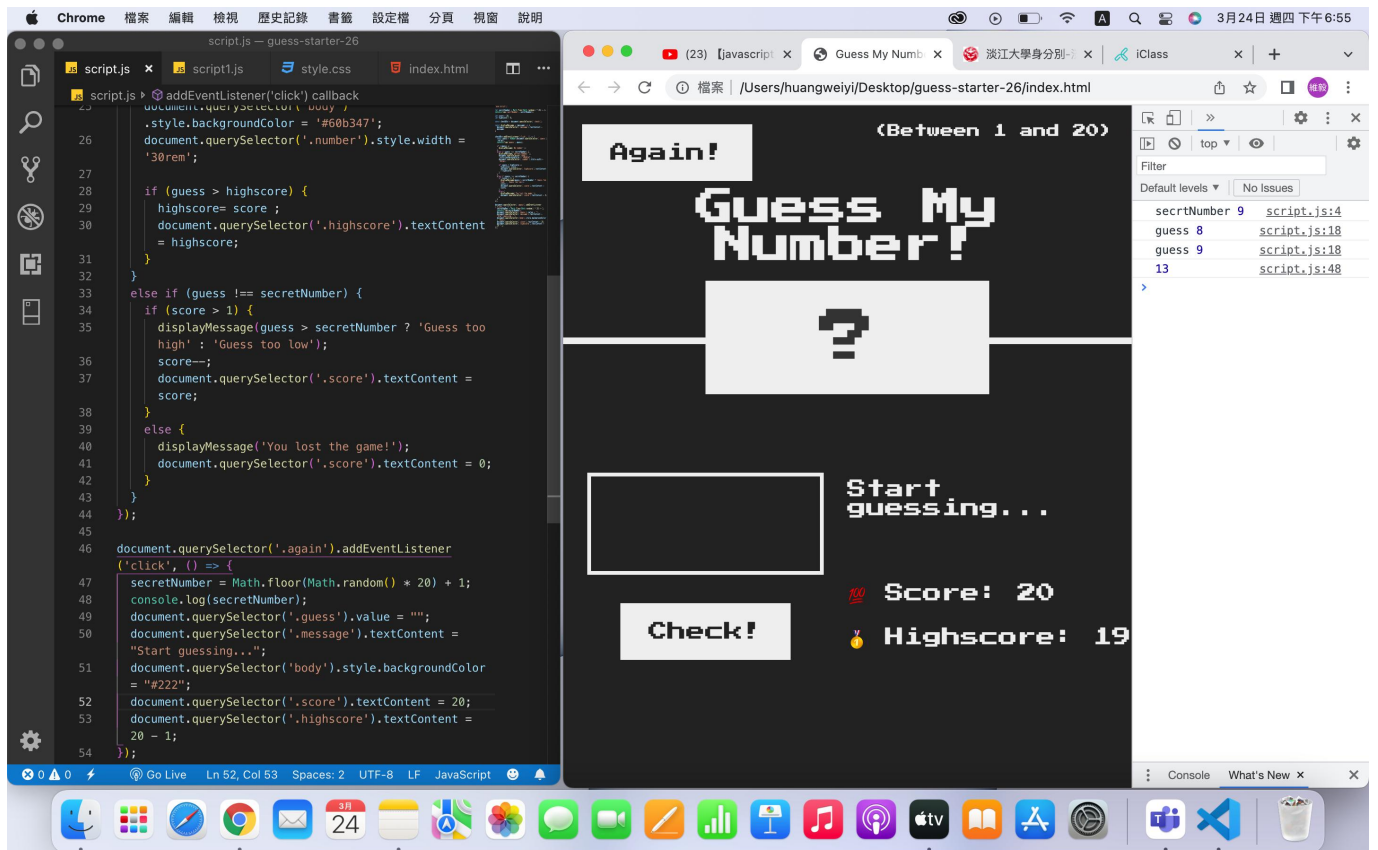 Chrome 檔案 編輯 檢視 歷史記錄 書籤 設定檔 分頁 視窗 說明
A
3月24日 週四 下午6:55
script.js — guess-starter-26
JS script.js ×
JS script1.js
style.css
index.html
JS script.js addEventListener('click') callback
25 document.querySelector('body')
.style.backgroundColor = '#60b347';
26 document.querySelector('.number').style.width =
'30rem';
27
28 if (guess > highscore) {
29 highscore= score ;
30 document.querySelector('.highscore').textContent
= highscore;
31 }
32 }
33 else if (guess !== secretNumber) {
34 if (score > 1) {
35 displayMessage(guess > secretNumber ? 'Guess too
high' : 'Guess too low');
36 score--;
37 document.querySelector('.score').textContent =
score;
38 }
39 else {
40 displayMessage('You lost the game!');
41 document.querySelector('.score').textContent = 0;
42 }
43 }
44 });
45
46 document.querySelector('.again').addEventListener
('click', () => {
47 secretNumber = Math.floor(Math.random() * 20) + 1;
48 console.log(secretNumber);
49 document.querySelector('.guess').value = "";
50 document.querySelector('.message').textContent =
"Start guessing...";
51 document.querySelector('body').style.backgroundColor
= "#222";
52 document.querySelector('.score').textContent = 20;
53 document.querySelector('.highscore').textContent =
20 - 1;
54 });
0 0 Go Live Ln 52, Col 53 Spaces: 2 UTF-8 LF JavaScript
(23) 【javascript ×
Guess My Numb ×
淡江大學身分別- ×
iClass ×
檔案 | /Users/huangweiyi/Desktop/guess-starter-26/index.html
維毅
Again!
(Between 1 and 20)
Guess My
Number!
?
Start
guessing...
Check!
💯 Score: 20
🥇 Highscore: 19
top ▼
Filter
Default levels ▼ No Issues
secrtNumber 9 script.js:4
guess 8 script.js:18
guess 9 script.js:18
13 script.js:48
>
Console What's New ×
3月
24
tv